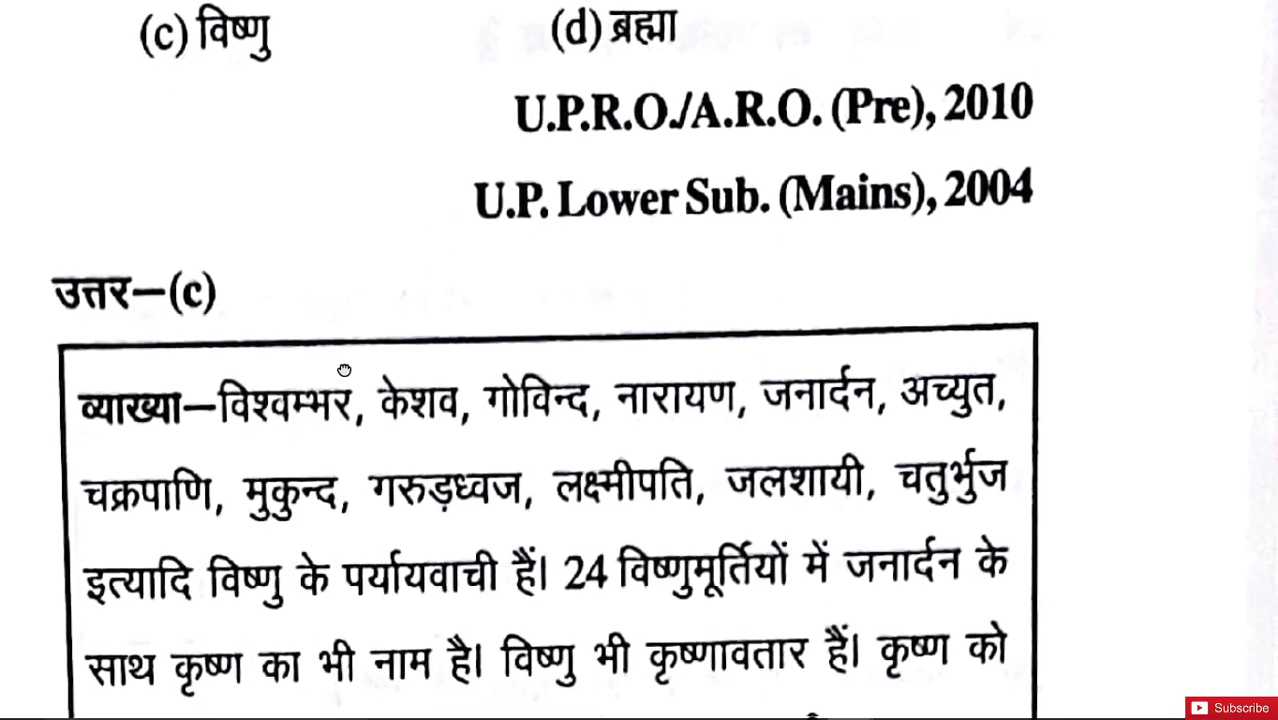 (c) विष्णु (d) ब्रह्मा
U.P.R.O./A.R.O. (Pre), 2010
U.P. Lower Sub. (Mains), 2004
उत्तर–(c)
व्याख्या–विश्वम्भर, केशव, गोविन्द, नारायण, जनार्दन, अच्युत,
चक्रपाणि, मुकुन्द, गरुड़ध्वज, लक्ष्मीपति, जलशायी, चतुर्भुज
इत्यादि विष्णु के पर्यायवाची हैं। 24 विष्णुमूर्तियों में जनार्दन के
साथ कृष्ण का भी नाम है। विष्णु भी कृष्णावतार हैं। कृष्ण को
Subscribe